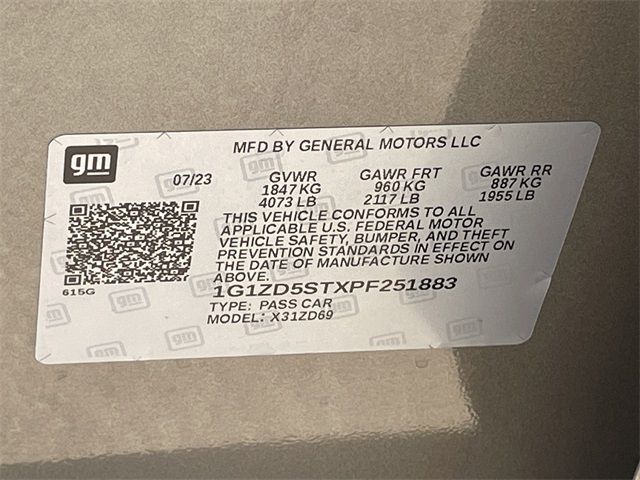 gm
MFD BY GENERAL MOTORS LLC
07/23 GVWR GAWR FRT GAWR RR
1847 KG 960 KG 887 KG
4073 LB 2117 LB 1955 LB
THIS VEHICLE CONFORMS TO ALL
APPLICABLE U.S. FEDERAL MOTOR
VEHICLE SAFETY, BUMPER, AND THEFT
PREVENTION STANDARDS IN EFFECT ON
THE DATE OF MANUFACTURE SHOWN
ABOVE.
615G
1G1ZD5STXPF251883
TYPE: PASS CAR
MODEL: X31ZD69